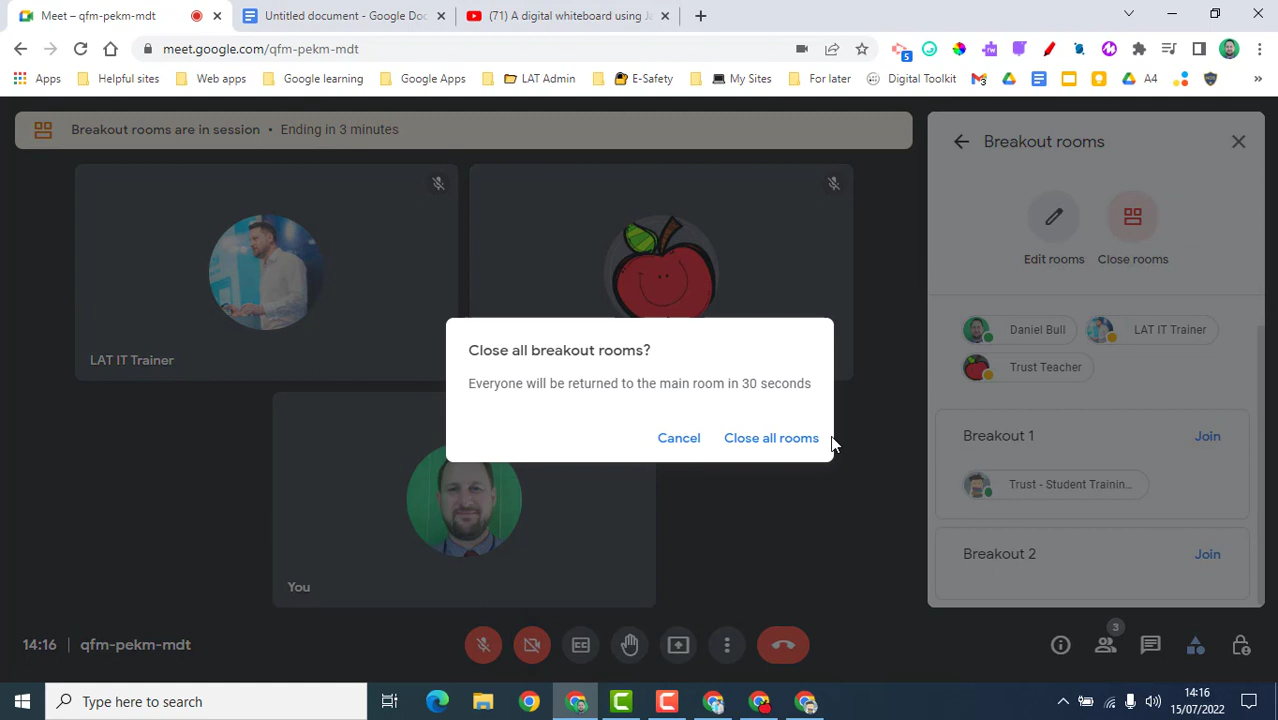 Meet – qfm-pekm-mdt
Untitled document - Google Doc
(71) A digital whiteboard using Ja
meet.google.com/qfm-pekm-mdt
5
Apps
Helpful sites
Web apps
Google learning
Google Apps
LAT Admin
E-Safety
My Sites
For later
Digital Toolkit
A4
»
Breakout rooms are in session • Ending in 3 minutes
Breakout rooms
Edit rooms
Close rooms
Daniel Bull
LAT IT Trainer
Trust Teacher
LAT IT Trainer
Close all breakout rooms?
Everyone will be returned to the main room in 30 seconds
Cancel
Close all rooms
Breakout 1
Join
Trust - Student Trainin...
Breakout 2
Join
You
14:16 | qfm-pekm-mdt
CC
3
Type here to search
14:16
15/07/2022